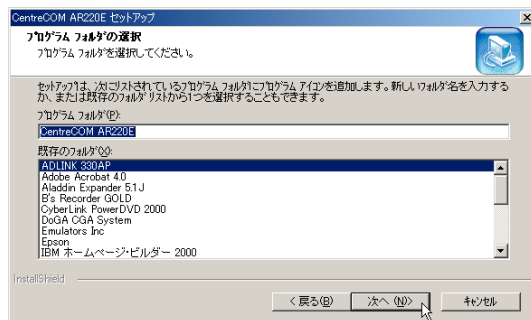 CentreCOM AR220E セットアップ
プログラム フォルダの選択
プログラム フォルダを選択してください。
セットアップは、次にリストされているプログラム フォルダにプログラム アイコンを追加します。新しいフォルダ名を入力する
か、または既存のフォルダ リストから1つを選択することもできます。
プログラム フォルダ(P):
CentreCOM AR220E
既存のフォルダ(X):
ADLINK 330AP
Adobe Acrobat 4.0
Aladdin Expander 5.1 J
B's Recorder GOLD
CyberLink PowerDVD 2000
DoGA CGA System
Emulators Inc
Epson
IBM ホームページ・ビルダー 2000
InstallShield
< 戻る(B)
次へ (N)>
キャンセル